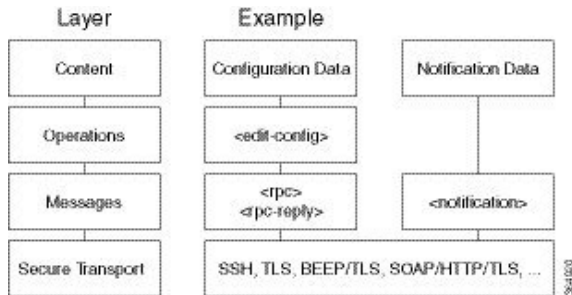 Layer
Example
Content
Configuration Data
Notification Data
Operations
<edit-config>
Messages
<rpc>
<rpc-reply>
<notification>
Secure Transport
SSH, TLS, BEEP/TLS, SOAP/HTTP/TLS, ...